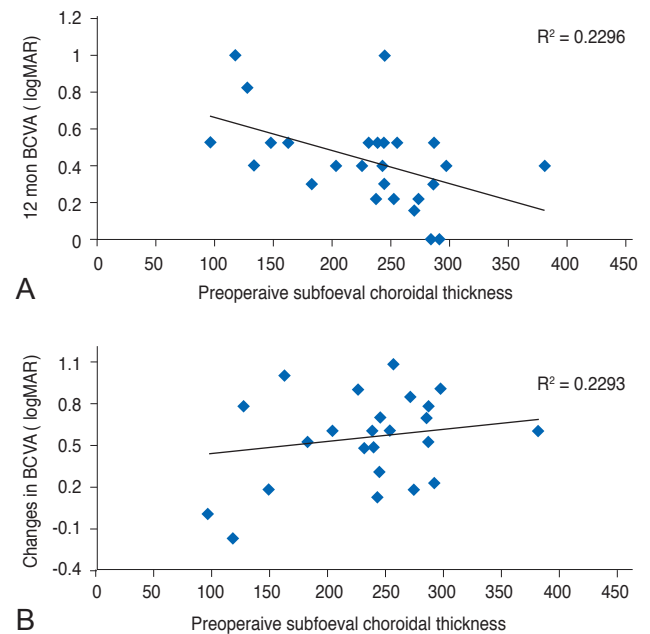 1.2
R² = 0.2296
1
0.8
0.6
0.4
0.2
0
12 mon BCVA ( logMAR)
0 50 100 150 200 250 300 350 400 450
A
Preoperaive subfoeval choroidal thickness
1.1
R² = 0.2293
0.8
0.5
0.2
-0.1
-0.4
Changes in BCVA ( logMAR)
0 50 100 150 200 250 300 350 400 450
B
Preoperaive subfoeval choroidal thickness